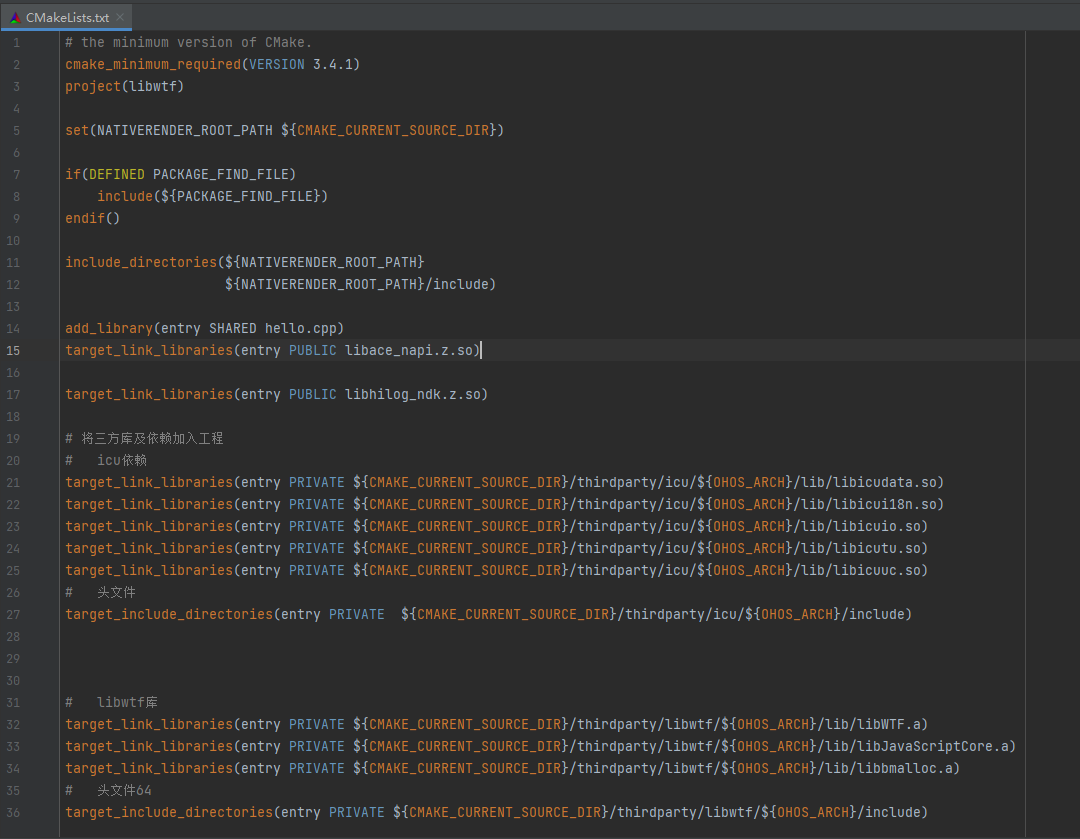 CMakeLists.txt
1 # the minimum version of CMake.
2 cmake_minimum_required(VERSION 3.4.1)
3 project(libwtf)
4
5 set(NATIVERENDER_ROOT_PATH ${CMAKE_CURRENT_SOURCE_DIR})
6
7 if(DEFINED PACKAGE_FIND_FILE)
8     include(${PACKAGE_FIND_FILE})
9 endif()
10
11 include_directories(${NATIVERENDER_ROOT_PATH}
12                     ${NATIVERENDER_ROOT_PATH}/include)
13
14 add_library(entry SHARED hello.cpp)
15 target_link_libraries(entry PUBLIC libace_napi.z.so)
16
17 target_link_libraries(entry PUBLIC libhilog_ndk.z.so)
18
19 # 将三方库及依赖加入工程
20 #   icu依赖
21 target_link_libraries(entry PRIVATE ${CMAKE_CURRENT_SOURCE_DIR}/thirdparty/icu/${OHOS_ARCH}/lib/libicudata.so)
22 target_link_libraries(entry PRIVATE ${CMAKE_CURRENT_SOURCE_DIR}/thirdparty/icu/${OHOS_ARCH}/lib/libicui18n.so)
23 target_link_libraries(entry PRIVATE ${CMAKE_CURRENT_SOURCE_DIR}/thirdparty/icu/${OHOS_ARCH}/lib/libicuio.so)
24 target_link_libraries(entry PRIVATE ${CMAKE_CURRENT_SOURCE_DIR}/thirdparty/icu/${OHOS_ARCH}/lib/libicutu.so)
25 target_link_libraries(entry PRIVATE ${CMAKE_CURRENT_SOURCE_DIR}/thirdparty/icu/${OHOS_ARCH}/lib/libicuuc.so)
26 #   头文件
27 target_include_directories(entry PRIVATE  ${CMAKE_CURRENT_SOURCE_DIR}/thirdparty/icu/${OHOS_ARCH}/include)
28
29
30
31 #   libwtf库
32 target_link_libraries(entry PRIVATE ${CMAKE_CURRENT_SOURCE_DIR}/thirdparty/libwtf/${OHOS_ARCH}/lib/libWTF.a)
33 target_link_libraries(entry PRIVATE ${CMAKE_CURRENT_SOURCE_DIR}/thirdparty/libwtf/${OHOS_ARCH}/lib/libJavaScriptCore.a)
34 target_link_libraries(entry PRIVATE ${CMAKE_CURRENT_SOURCE_DIR}/thirdparty/libwtf/${OHOS_ARCH}/lib/libbmalloc.a)
35 #   头文件64
36 target_include_directories(entry PRIVATE ${CMAKE_CURRENT_SOURCE_DIR}/thirdparty/libwtf/${OHOS_ARCH}/include)